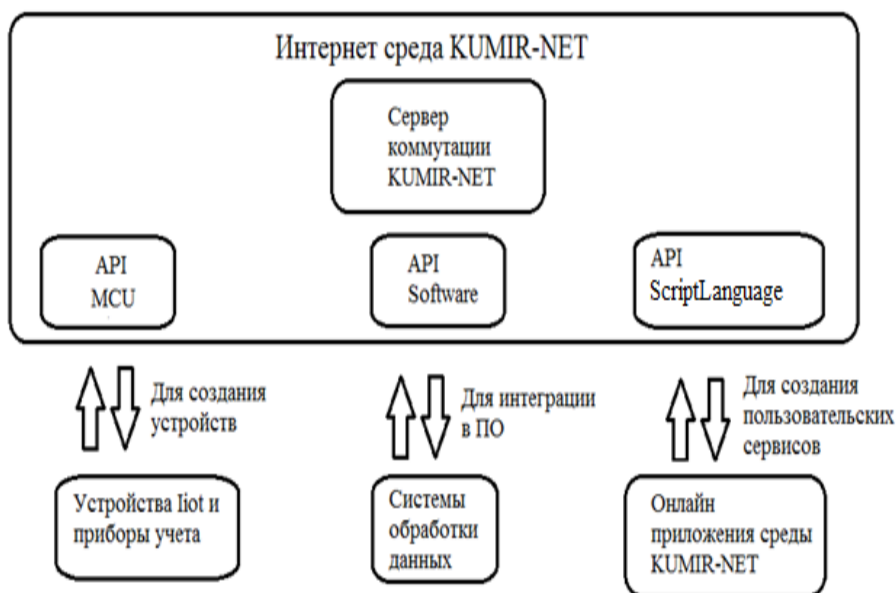 Интернет среда KUMIR-NET
Сервер
коммутации
KUMIR-NET
API
MCU
API
Software
API
ScriptLanguage
Для создания
устройств
Для интеграции
в ПО
Для создания
пользовательских
сервисов
Устройства Iiot и
приборы учета
Системы
обработки
данных
Онлайн
приложения среды
KUMIR-NET